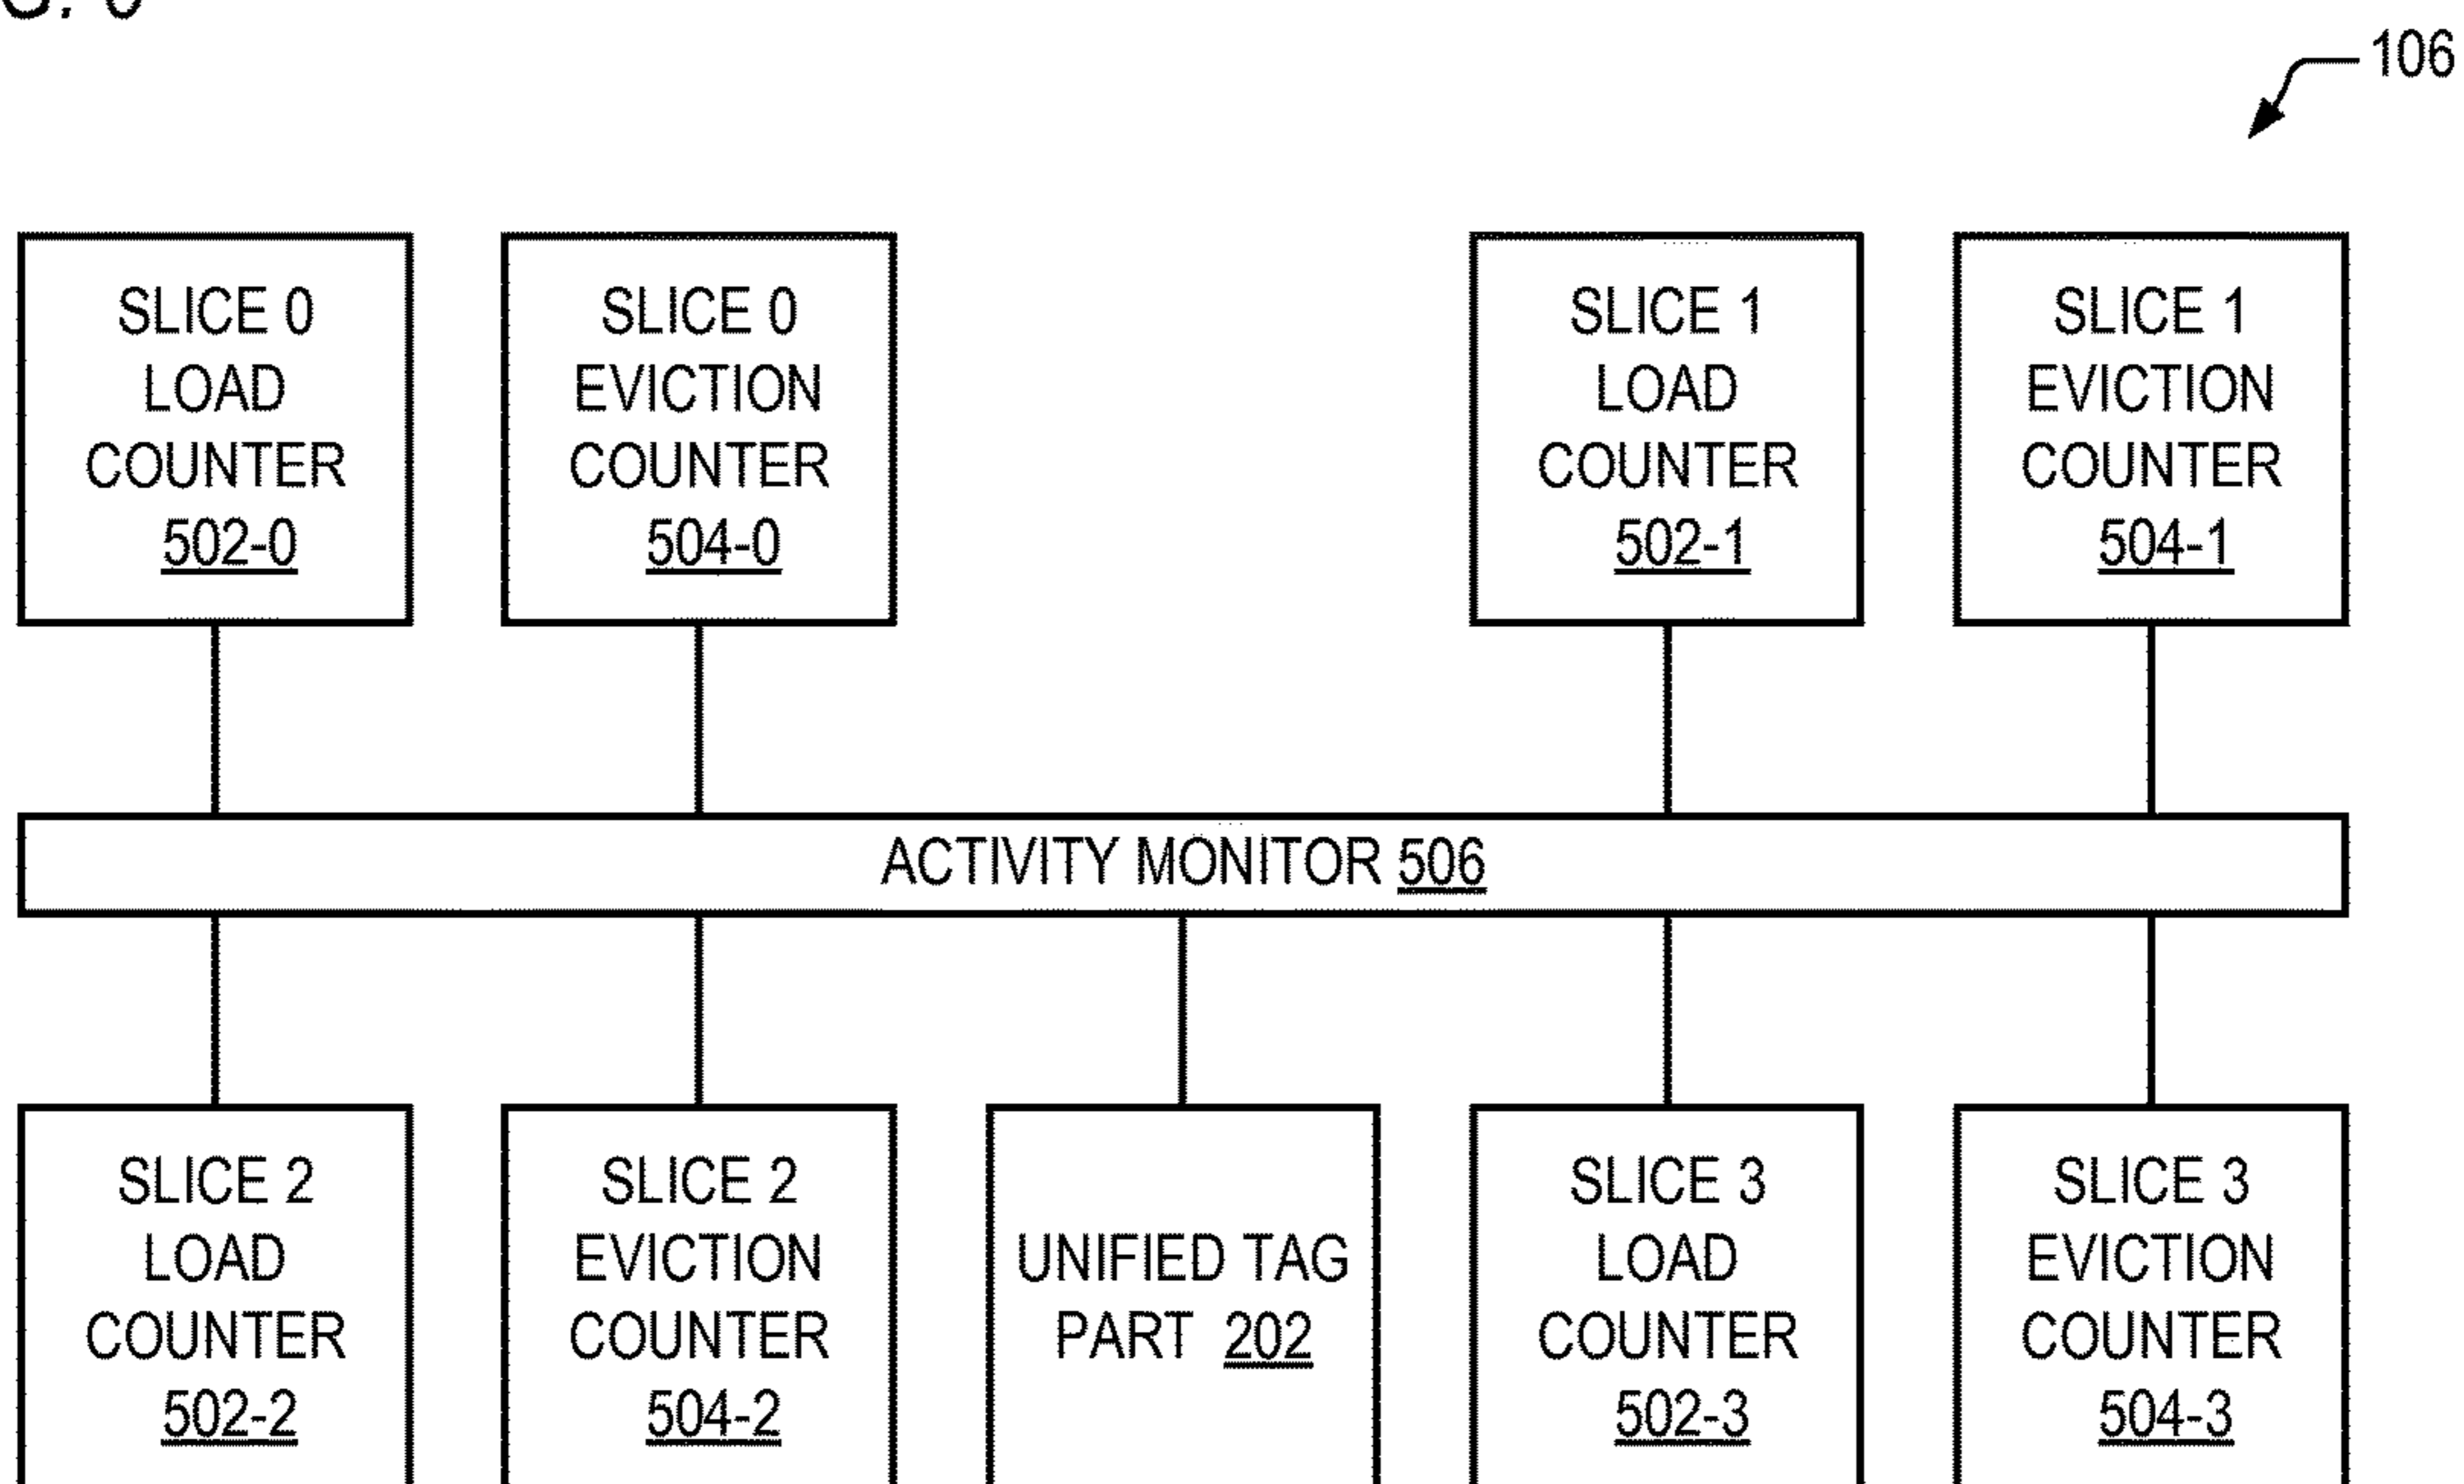 106
SLICE 0
LOAD
COUNTER
502-0
SLICE 0
EVICTION
COUNTER
504-0
SLICE 1
LOAD
COUNTER
502-1
SLICE 1
EVICTION
COUNTER
504-1
ACTIVITY MONITOR 506
SLICE 2
LOAD
COUNTER
502-2
SLICE 2
EVICTION
COUNTER
504-2
UNIFIED TAG
PART 202
SLICE 3
LOAD
COUNTER
502-3
SLICE 3
EVICTION
COUNTER
504-3